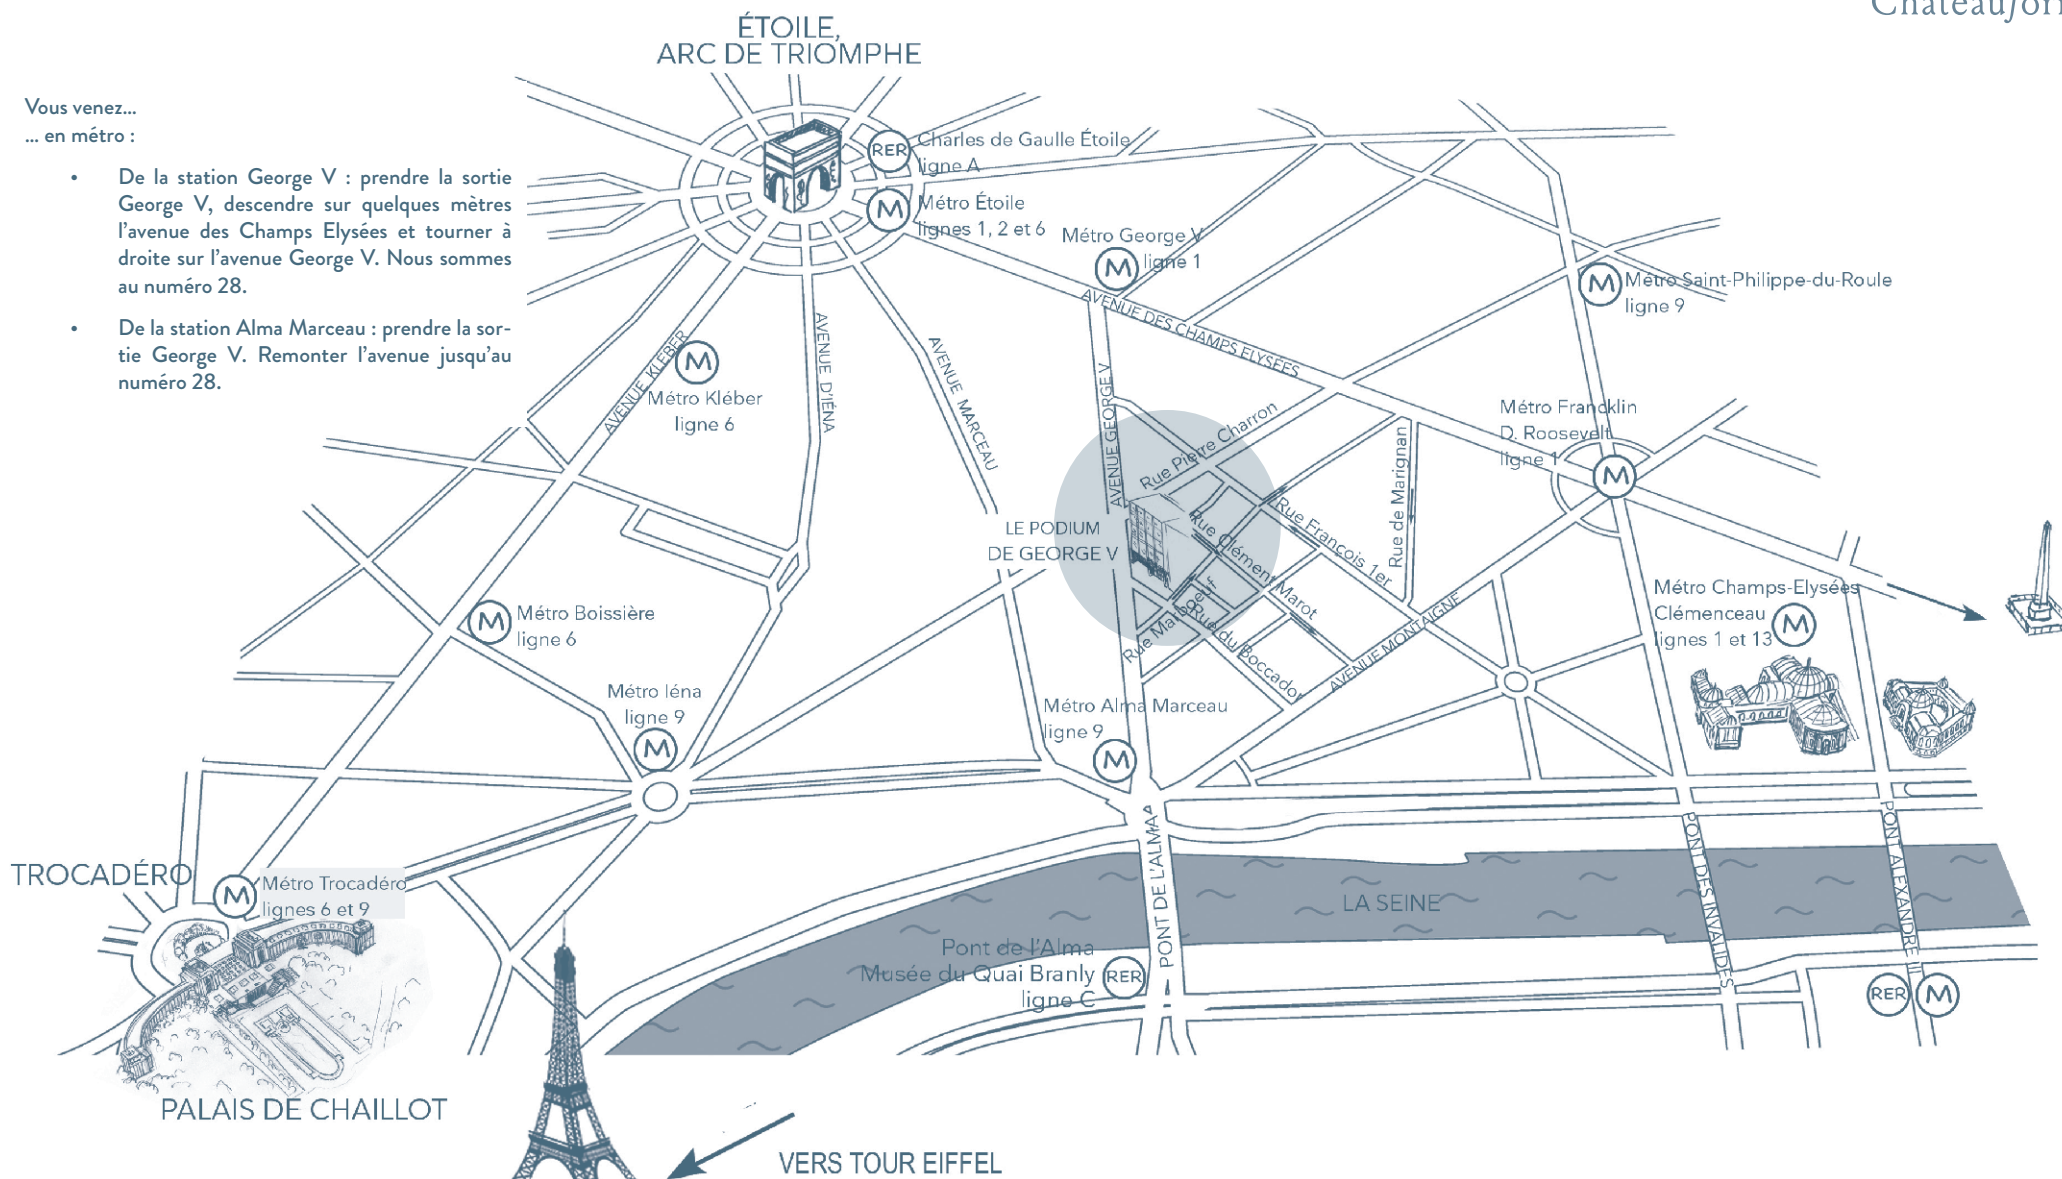 ÉTOILE,
ARC DE TRIOMPHE
Vous venez...
... en métro :
• De la station George V : prendre la sortie
George V, descendre sur quelques mètres
l'avenue des Champs Elysées et tourner à
droite sur l'avenue George V. Nous sommes
au numéro 28.
• De la station Alma Marceau : prendre la sor-
tie George V. Remonter l'avenue jusqu'au
numéro 28.
RER
Charles de Gaulle Étoile
ligne A
M
Métro Étoile
lignes 1, 2 et 6
Métro George V
M
ligne 1
M
Métro Saint-Philippe-du-Roule
ligne 9
AVENUE DES CHAMPS ELYSÉES
AVENUE KLÉBER
M
Métro Kléber
ligne 6
AVENUE D'IÉNA
AVENUE MARCEAU
AVENUE GEORGE V
Rue Pierre Charron
Rue de Marignan
Métro Francklin
D. Roosevelt
ligne 1
M
LE PODIUM
DE GEORGE V
Rue François 1er
Rue Clément Marot
Rue Marboeuf
Rue du Boccador
AVENUE MONTAIGNE
Métro Champs-Elysées
Clémenceau
lignes 1 et 13
M
M
Métro Boissière
ligne 6
Métro Iéna
ligne 9
M
Métro Alma Marceau
ligne 9
M
TROCADÉRO
M
Métro Trocadéro
lignes 6 et 9
PONT DE L'ALMA
LA SEINE
PONT DES INVALIDES
PONT ALEXANDRE III
Pont de l'Alma
Musée du Quai Branly
ligne C
RER
RER
M
PALAIS DE CHAILLOT
VERS TOUR EIFFEL